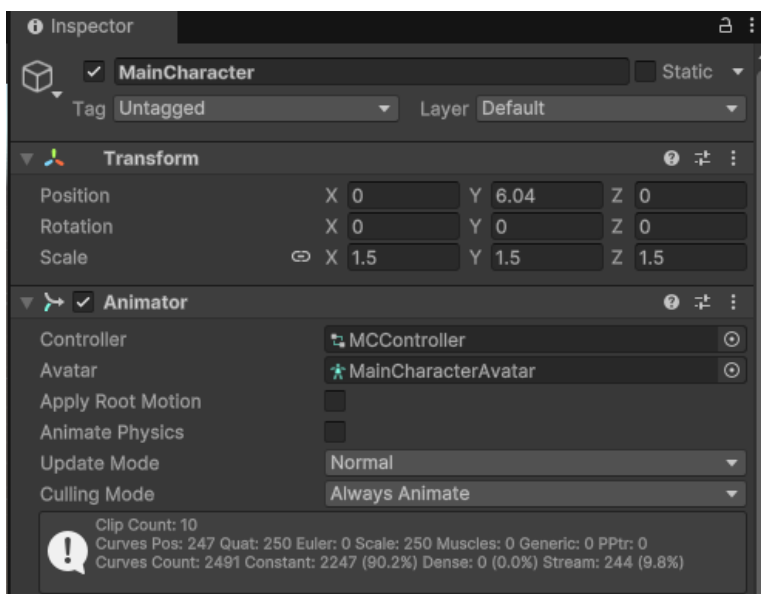 Inspector
MainCharacter Static
Tag Untagged Layer Default
Transform
Position X 0 Y 6.04 Z 0
Rotation X 0 Y 0 Z 0
Scale X 1.5 Y 1.5 Z 1.5
Animator
Controller MCController
Avatar MainCharacterAvatar
Apply Root Motion
Animate Physics
Update Mode Normal
Culling Mode Always Animate
Clip Count: 10
Curves Pos: 247 Quat: 250 Euler: 0 Scale: 250 Muscles: 0 Generic: 0 PPtr: 0
Curves Count: 2491 Constant: 2247 (90.2%) Dense: 0 (0.0%) Stream: 244 (9.8%)